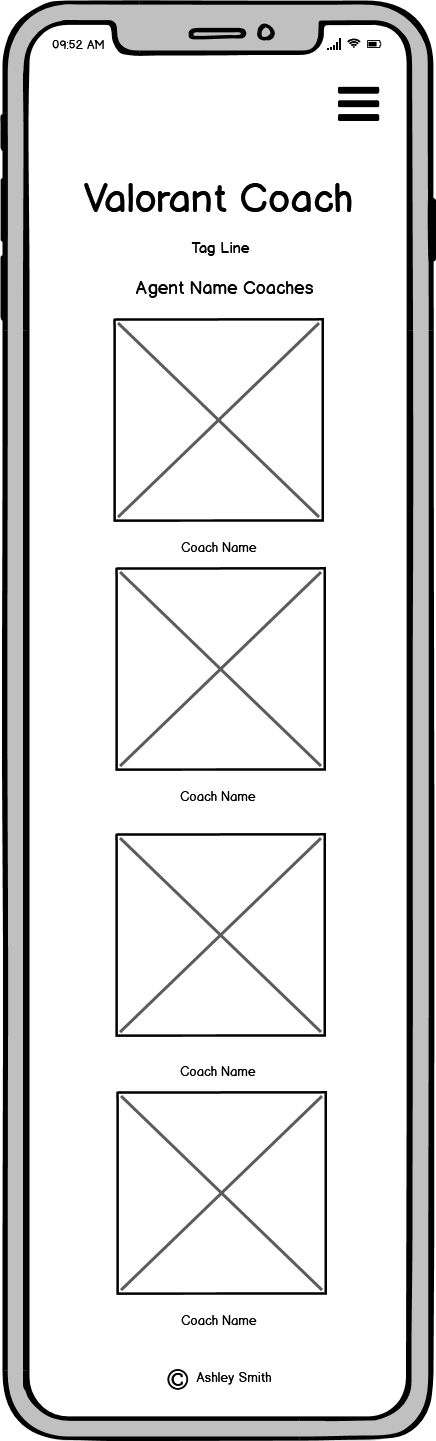 09:52 AM
Valorant Coach
Tag Line
Agent Name Coaches
Coach Name
Coach Name
Coach Name
Coach Name
© Ashley Smith